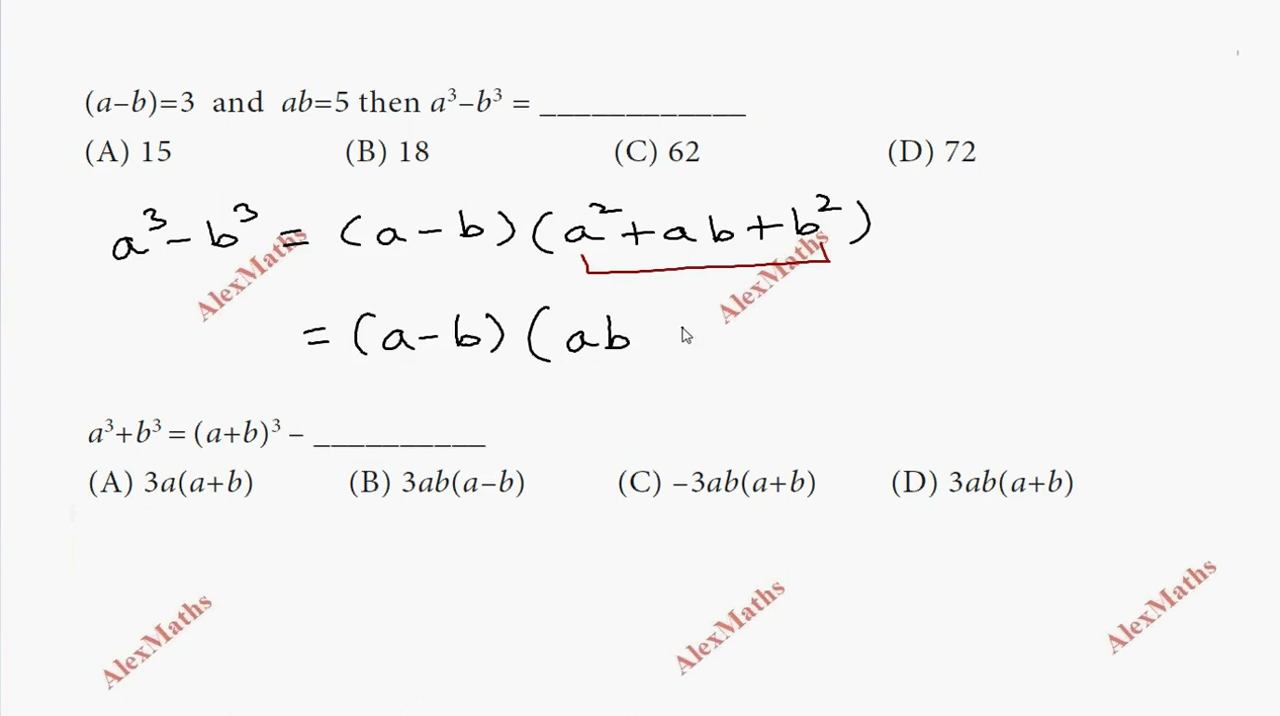 (a–b)=3 and ab=5 then a³–b³ = ____________
(A) 15 (B) 18 (C) 62 (D) 72
a³ - b³ = (a - b) (a² + ab + b²)
AlexMaths AlexMaths
= (a - b) (ab
a³+b³ = (a+b)³ – __________
(A) 3a(a+b) (B) 3ab(a–b) (C) –3ab(a+b) (D) 3ab(a+b)
AlexMaths AlexMaths AlexMaths